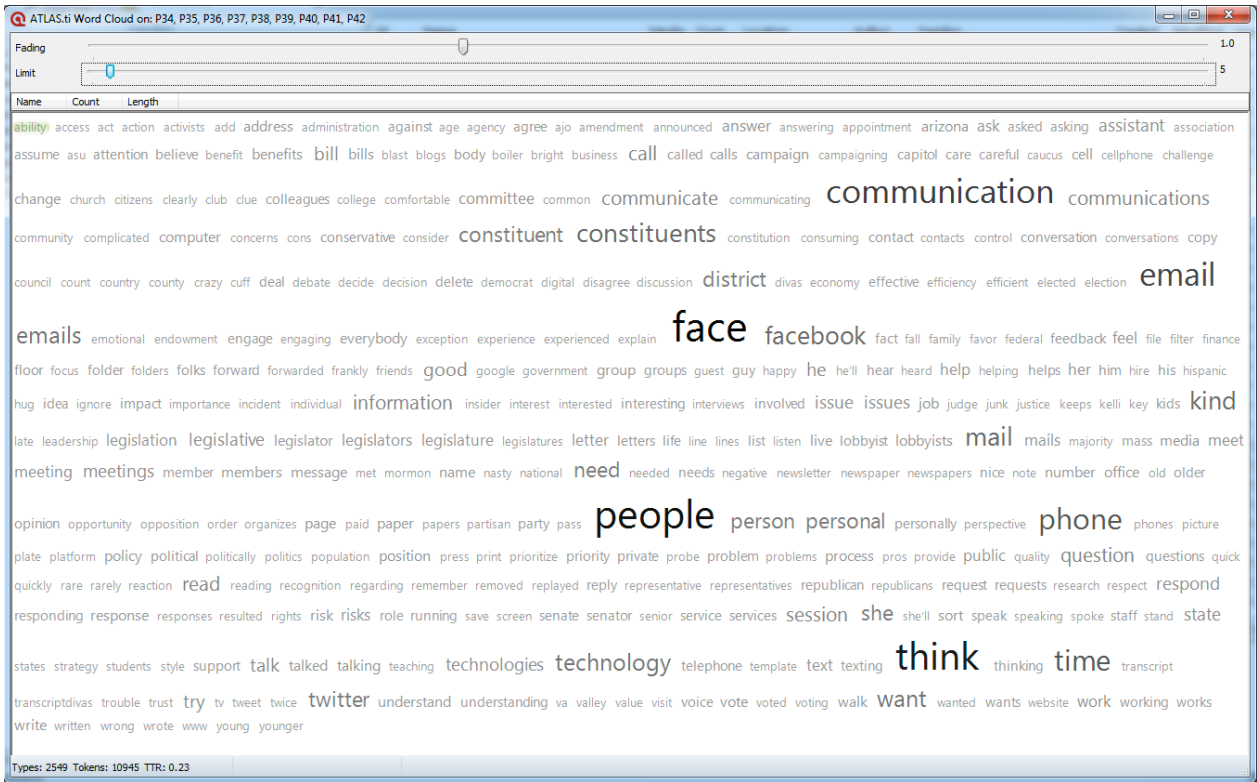 ATLAS.ti Word Cloud on: P34, P35, P36, P37, P38, P39, P40, P41, P42
Fading 1.0
Limit 5
Name Count Length
ability access act action activists add address administration against age agency agree ajo amendment announced answer answering appointment arizona ask asked asking assistant association
assume asu attention believe benefit benefits bill bills blast blogs body boiler bright business call called calls campaign campaigning capitol care careful caucus cell cellphone challenge
change church citizens clearly club clue colleagues college comfortable committee common communicate communicating communication communications
community complicated computer concerns cons conservative consider constituent constituents constitution consuming contact contacts control conversation conversations copy
council count country county crazy cuff deal debate decide decision delete democrat digital disagree discussion district divas economy effective efficiency efficient elected election email
emails emotional endowment engage engaging everybody exception experience experienced explain face facebook fact fall family favor federal feedback feel file filter finance
floor focus folder folders folks forward forwarded frankly friends good google government group groups guest guy happy he he'll hear heard help helping helps her him hire his hispanic
hug idea ignore impact importance incident individual information insider interest interested interesting interviews involved issue issues job judge junk justice keeps kelli key kids kind
late leadership legislation legislative legislator legislators legislature legislatures letter letters life line lines list listen live lobbyist lobbyists mail mails majority mass media meet
meeting meetings member members message met mormon name nasty national need needed needs negative newsletter newspaper newspapers nice note number office old older
opinion opportunity opposition order organizes page paid paper papers partisan party pass people person personal personally perspective phone phones picture
plate platform policy political politically politics population position press print prioritize priority private probe problem problems process pros provide public quality question questions quick
quickly rare rarely reaction read reading recognition regarding remember removed replayed reply representative representatives republican republicans request requests research respect respond
responding response responses resulted rights risk risks role running save screen senate senator senior service services session she she'll sort speak speaking spoke staff stand state
states strategy students style support talk talked talking teaching technologies technology telephone template text texting think thinking time transcript
transcriptdivas trouble trust try tv tweet twice twitter understand understanding va valley value visit voice vote voted voting walk want wanted wants website work working works
write written wrong wrote www young younger
Types: 2549 Tokens: 10945 TTR: 0.23